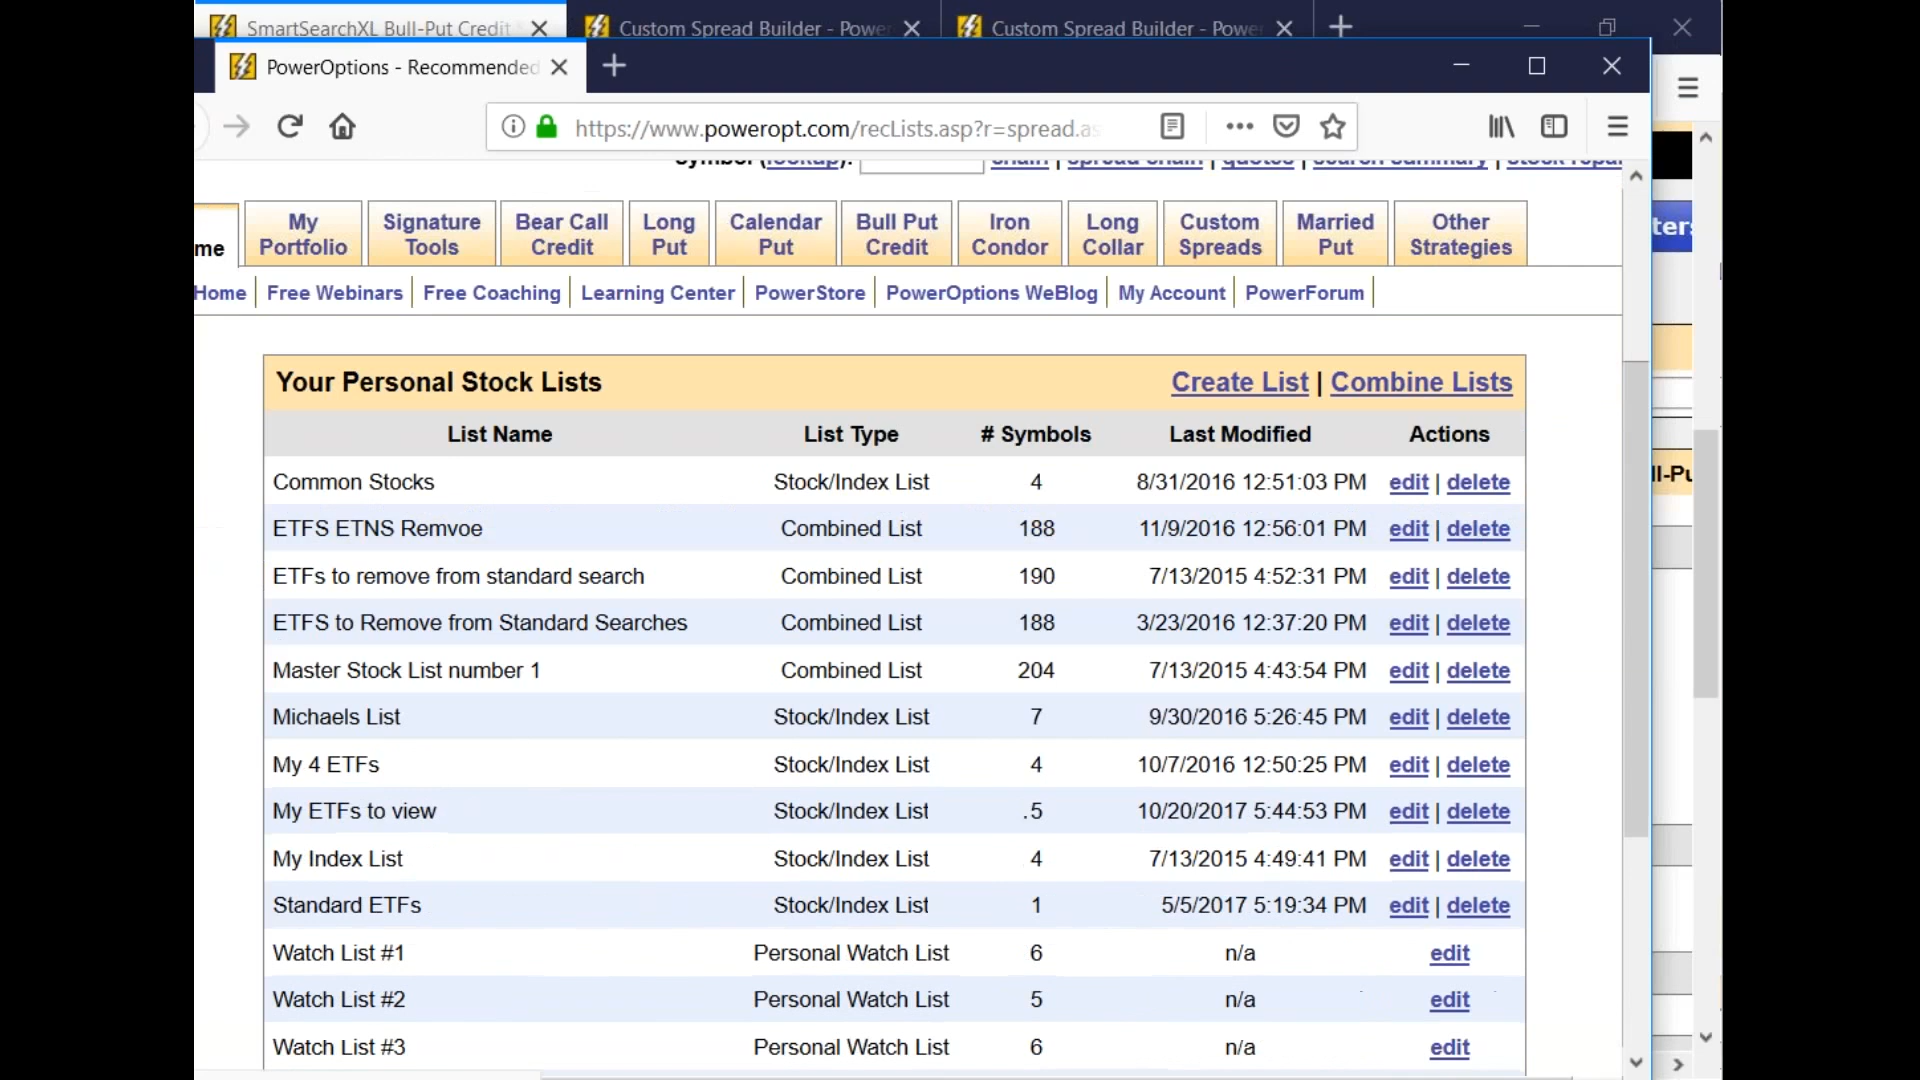 SmartSearchXL Bull-Put Credit
Custom Spread Builder - Power
Custom Spread Builder - Power
PowerOptions - Recommended
https://www.poweropt.com/recLists.asp?r=spread.as
Symbol (lookup): chain | spread chain | quotes | search summary |
me
My Portfolio
Signature Tools
Bear Call Credit
Long Put
Calendar Put
Bull Put Credit
Iron Condor
Long Collar
Custom Spreads
Married Put
Other Strategies
Home | Free Webinars | Free Coaching | Learning Center | PowerStore | PowerOptions WeBlog | My Account | PowerForum |
Your Personal Stock Lists Create List | Combine Lists
List Name List Type # Symbols Last Modified Actions
Common Stocks Stock/Index List 4 8/31/2016 12:51:03 PM edit | delete
ETFS ETNS Remvoe Combined List 188 11/9/2016 12:56:01 PM edit | delete
ETFs to remove from standard search Combined List 190 7/13/2015 4:52:31 PM edit | delete
ETFS to Remove from Standard Searches Combined List 188 3/23/2016 12:37:20 PM edit | delete
Master Stock List number 1 Combined List 204 7/13/2015 4:43:54 PM edit | delete
Michaels List Stock/Index List 7 9/30/2016 5:26:45 PM edit | delete
My 4 ETFs Stock/Index List 4 10/7/2016 12:50:25 PM edit | delete
My ETFs to view Stock/Index List 5 10/20/2017 5:44:53 PM edit | delete
My Index List Stock/Index List 4 7/13/2015 4:49:41 PM edit | delete
Standard ETFs Stock/Index List 1 5/5/2017 5:19:34 PM edit | delete
Watch List #1 Personal Watch List 6 n/a edit
Watch List #2 Personal Watch List 5 n/a edit
Watch List #3 Personal Watch List 6 n/a edit